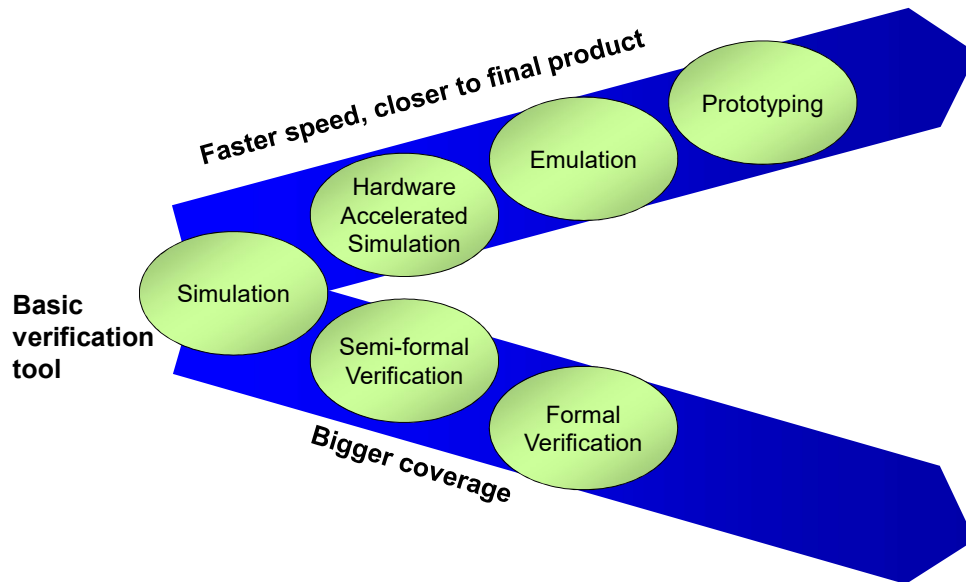 Faster speed, closer to final product
Prototyping
Emulation
Hardware
Accelerated
Simulation
Simulation
Basic
verification
tool
Semi-formal
Verification
Formal
Verification
Bigger coverage